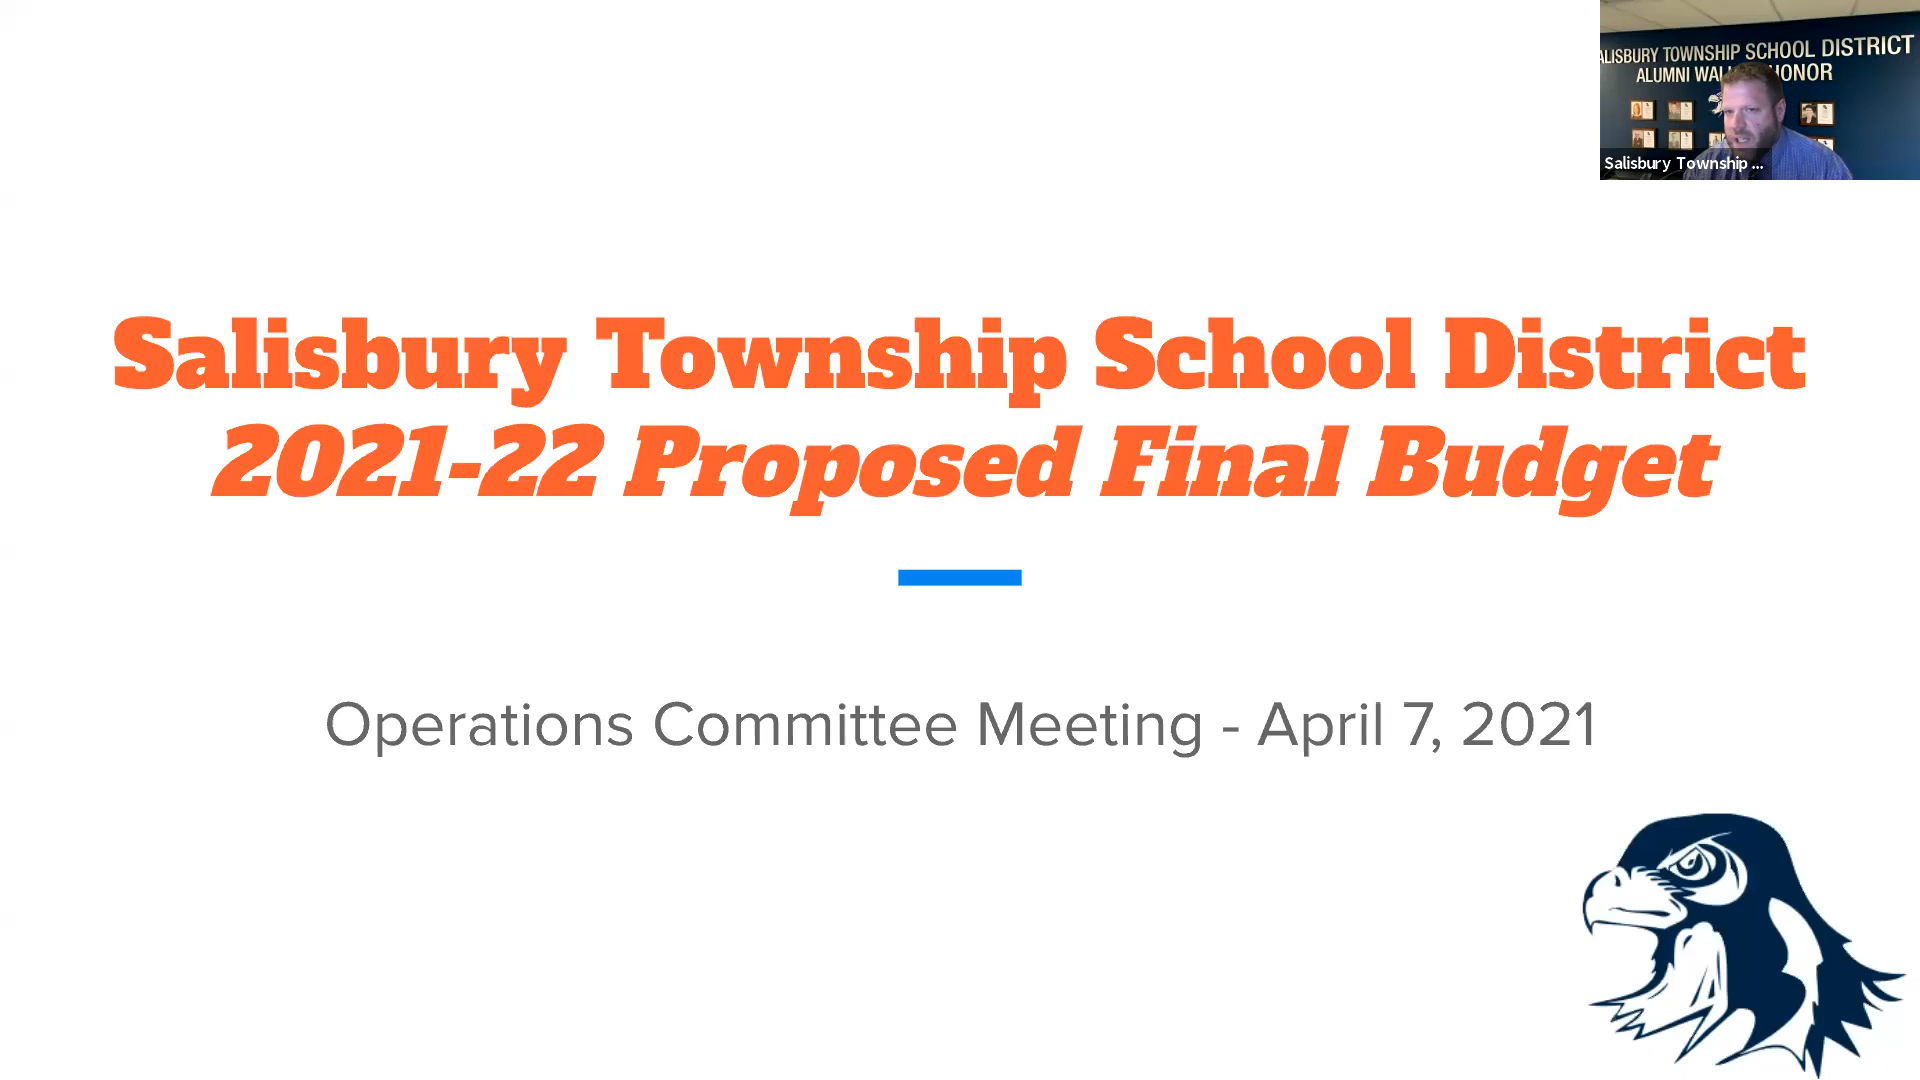 ALISBURY TOWNSHIP SCHOOL DISTRICT
ALUMNI HONOR
Salisbury Township ...
Salisbury Township School District
2021-22 Proposed Final Budget
Operations Committee Meeting - April 7, 2021